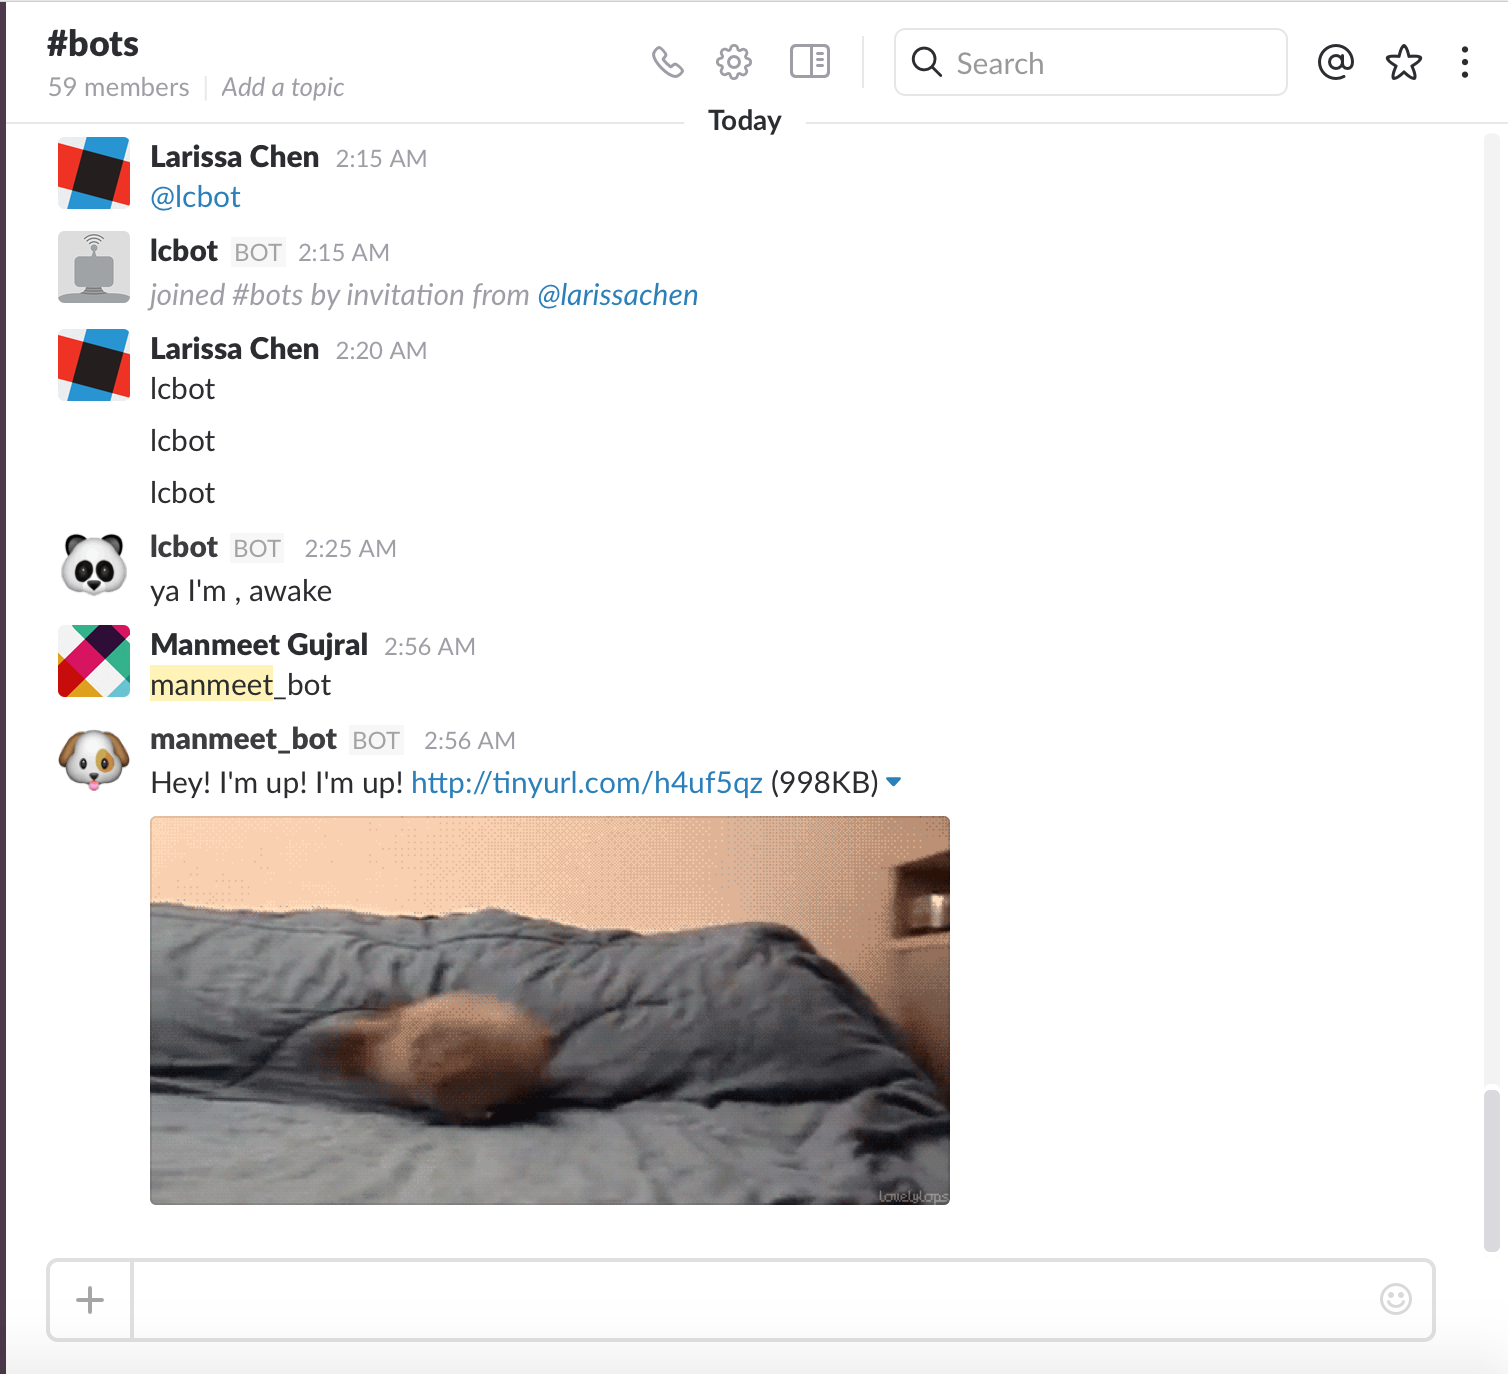 #bots
59 members
Add a topic
Search
Today
Larissa Chen 2:15 AM
@lcbot
lcbot BOT 2:15 AM
joined #bots by invitation from @larissachen
Larissa Chen 2:20 AM
lcbot
lcbot
lcbot
lcbot BOT 2:25 AM
ya I'm , awake
Manmeet Gujral 2:56 AM
manmeet_bot
manmeet_bot BOT 2:56 AM
Hey! I'm up! I'm up! http://tinyurl.com/h4uf5qz (998KB)
lovelylops